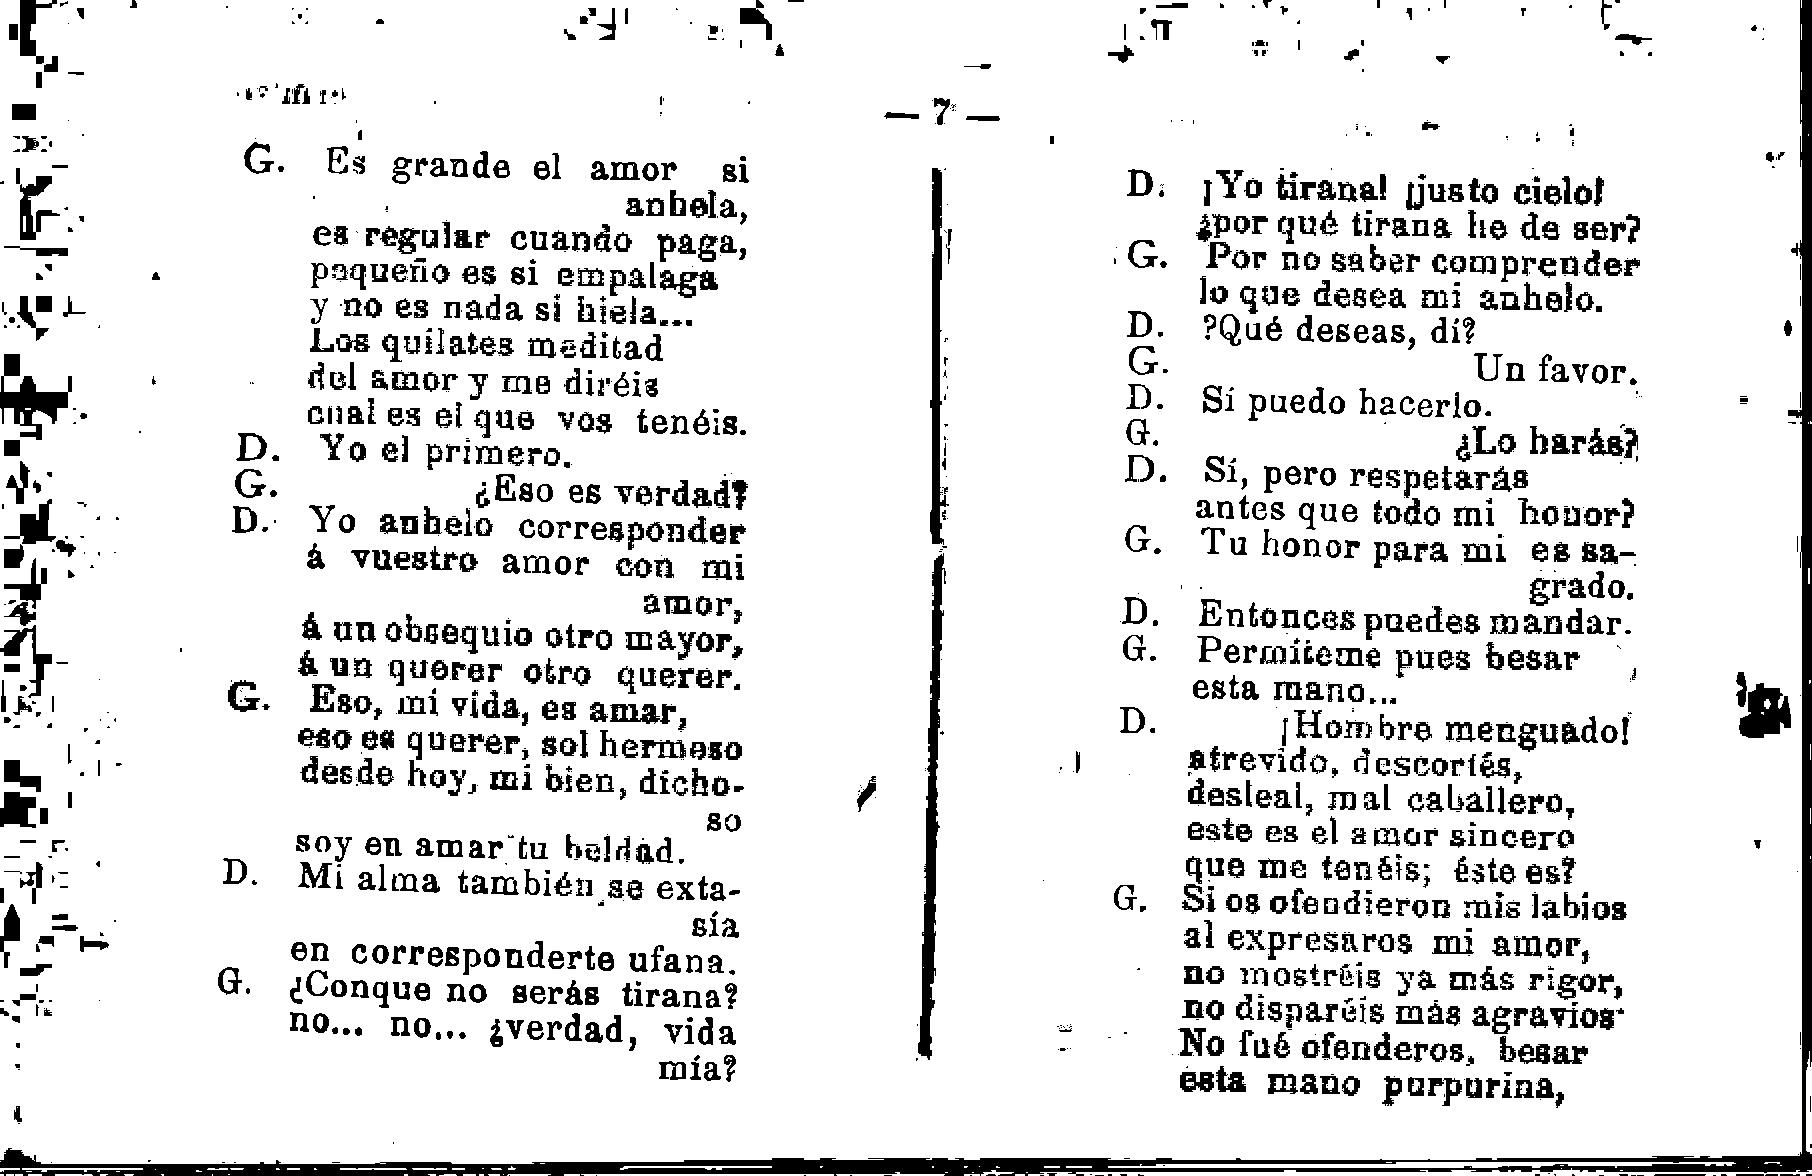 — 7 —
G. Es grande el amor si
anhela,
es regular cuando paga,
pequeño es si empalaga
y no es nada si hiela...
Los quilates meditad
del amor y me diréis
cual es el que vos tenéis.
D. Yo el primero.
G. ¿Eso es verdad?
D. Yo anhelo corresponder
á vuestro amor con mi
amor,
á un obsequio otro mayor,
á un querer otro querer.
G. Eso, mi vida, es amar,
eso es querer, sol hermeso
desde hoy, mi bien, dicho-
so
soy en amar tu beldad.
D. Mi alma también se exta-
sía
en corresponderte ufana.
G. ¿Conque no serás tirana?
no... no... ¿verdad, vida
mía?
D. ¡Yo tirana! ¡justo cielo!
¿por qué tirana he de ser?
G. Por no saber comprender
lo que desea mi anhelo.
D. ?Qué deseas, dí?
G. Un favor.
D. Sí puedo hacerlo.
G. ¿Lo harás?
D. Sí, pero respetarás
antes que todo mi honor?
G. Tu honor para mi es sa-
grado.
D. Entonces puedes mandar.
G. Permiteme pues besar
esta mano...
D. ¡Hombre menguado!
atrevido, descortés,
desleal, mal caballero,
este es el amor sincero
que me tenéis; éste es?
G. Si os ofendieron mis labios
al expresaros mi amor,
no mostréis ya más rigor,
no disparéis más agravios
No fué ofenderos, besar
esta mano purpurina,